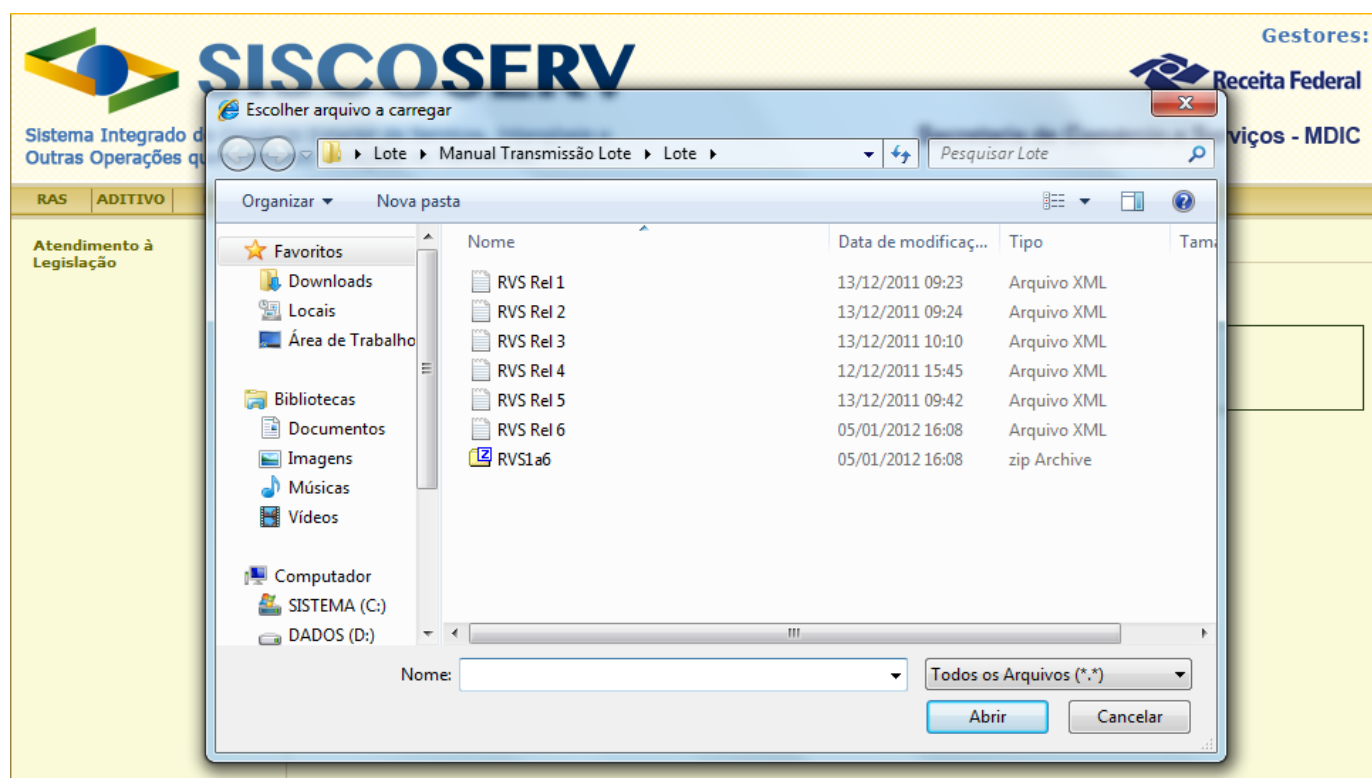 Gestores:
SISCOSERV
Receita Federal
Escolher arquivo a carregar
Sistema Integrado d
Outras Operações qu
viços - MDIC
Lote ▸ Manual Transmissão Lote ▸ Lote ▸
Pesquisar Lote
RAS ADITIVO
Organizar Nova pasta
Atendimento à
Legislação
Favoritos
Downloads
Locais
Área de Trabalho
Bibliotecas
Documentos
Imagens
Músicas
Vídeos
Computador
SISTEMA (C:)
DADOS (D:)
Nome Data de modificaç... Tipo Tama
RVS Rel 1 13/12/2011 09:23 Arquivo XML
RVS Rel 2 13/12/2011 09:24 Arquivo XML
RVS Rel 3 13/12/2011 10:10 Arquivo XML
RVS Rel 4 12/12/2011 15:45 Arquivo XML
RVS Rel 5 13/12/2011 09:42 Arquivo XML
RVS Rel 6 05/01/2012 16:08 Arquivo XML
RVS1a6 05/01/2012 16:08 zip Archive
Nome: Todos os Arquivos (*.*)
Abrir Cancelar